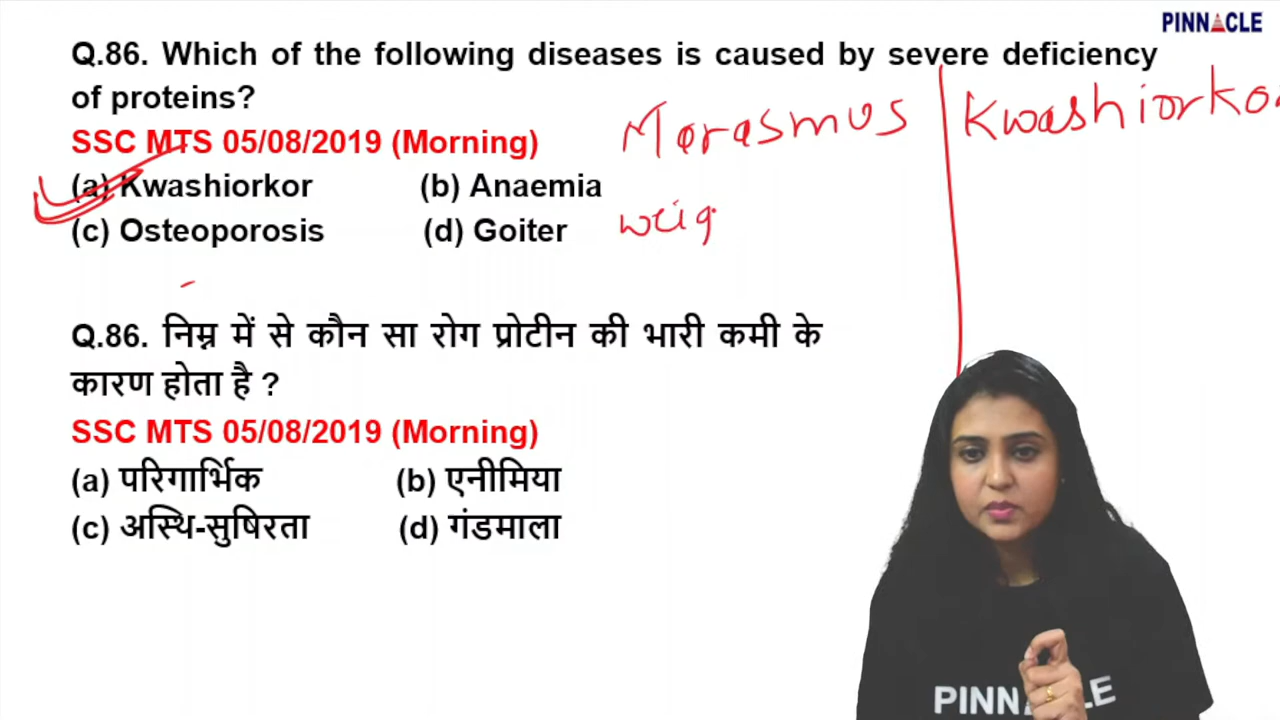 PINNACLE
Q.86. Which of the following diseases is caused by severe deficiency
of proteins?
SSC MTS 05/08/2019 (Morning)
(a) Kwashiorkor (b) Anaemia
(c) Osteoporosis (d) Goiter
Marasmus Kwashiorko
weig
Q.86. निम्न में से कौन सा रोग प्रोटीन की भारी कमी के
कारण होता है ?
SSC MTS 05/08/2019 (Morning)
(a) परिगार्भिक (b) एनीमिया
(c) अस्थि-सुषिरता (d) गंडमाला
PINNACLE